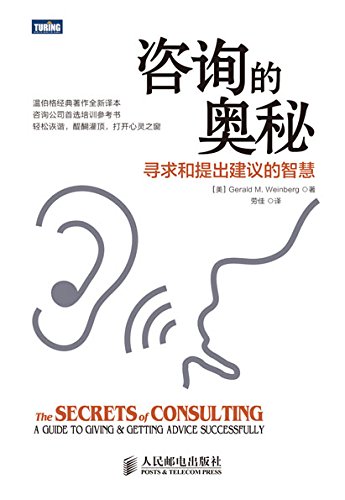 TURING
咨询的
奥秘
温伯格经典著作全新译本
咨询公司首选培训参考书
轻松诙谐，醍醐灌顶，打开心灵之窗
寻求和提出建议的智慧
［美］Gerald M. Weinberg ◎著
劳佳 ◎译
The SECRETS of CONSULTING
A GUIDE TO GIVING & GETTING ADVICE SUCCESSFULLY
人民邮电出版社
POSTS & TELECOM PRESS